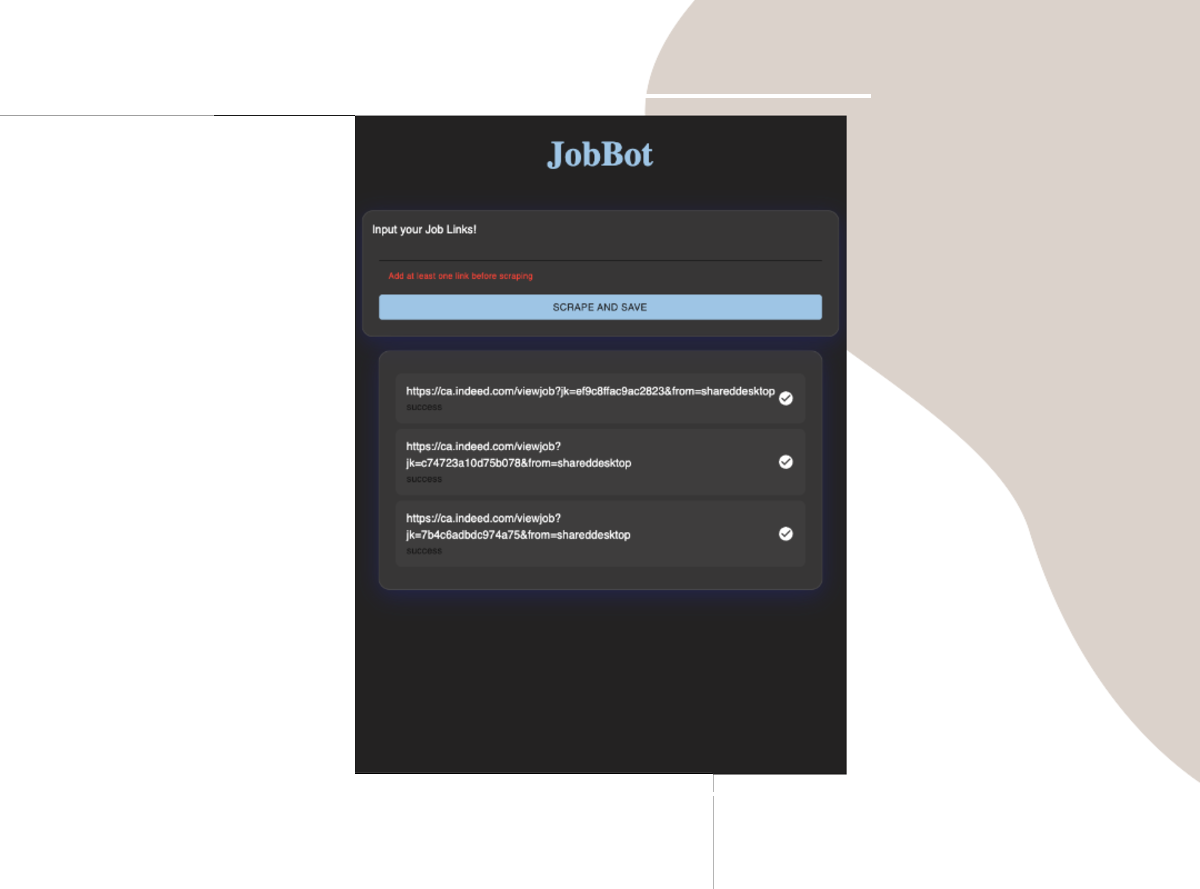 JobBot
Input your Job Links!
Add at least one link before scraping
SCRAPE AND SAVE
https://ca.indeed.com/viewjob?jk=ef9c8ffac9ac2823&from=shareddesktop
success
https://ca.indeed.com/viewjob?
jk=c74723a10d75b078&from=shareddesktop
success
https://ca.indeed.com/viewjob?
jk=7b4c6adbdc974a75&from=shareddesktop
success